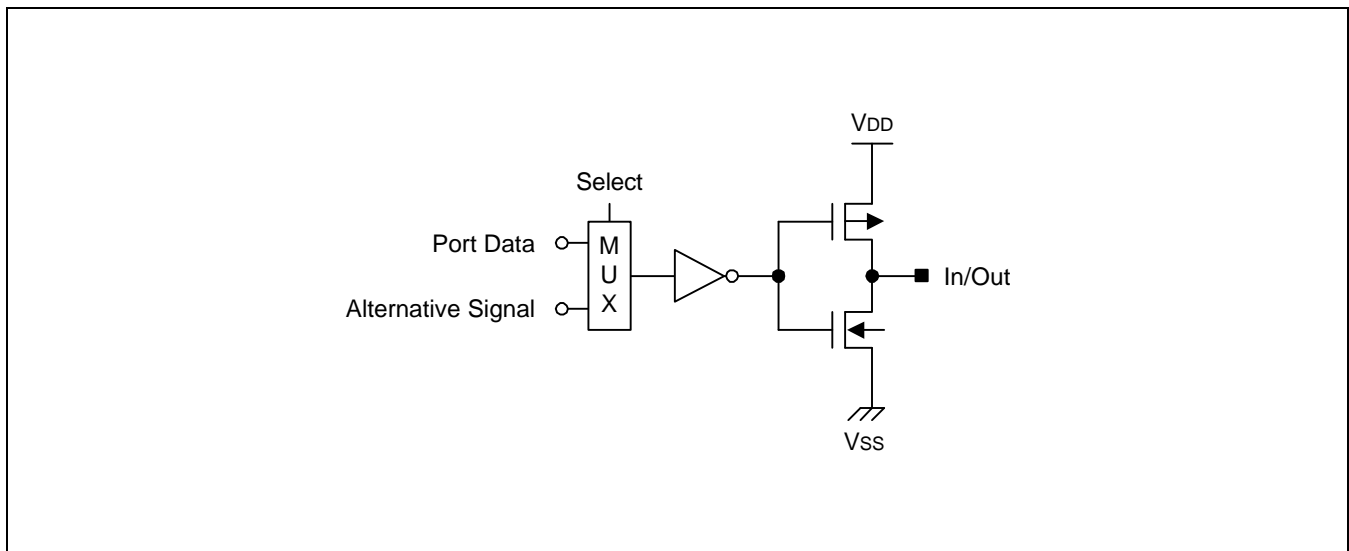 VDD
Select
Port Data
Alternative Signal
M
U
X
In/Out
VSS